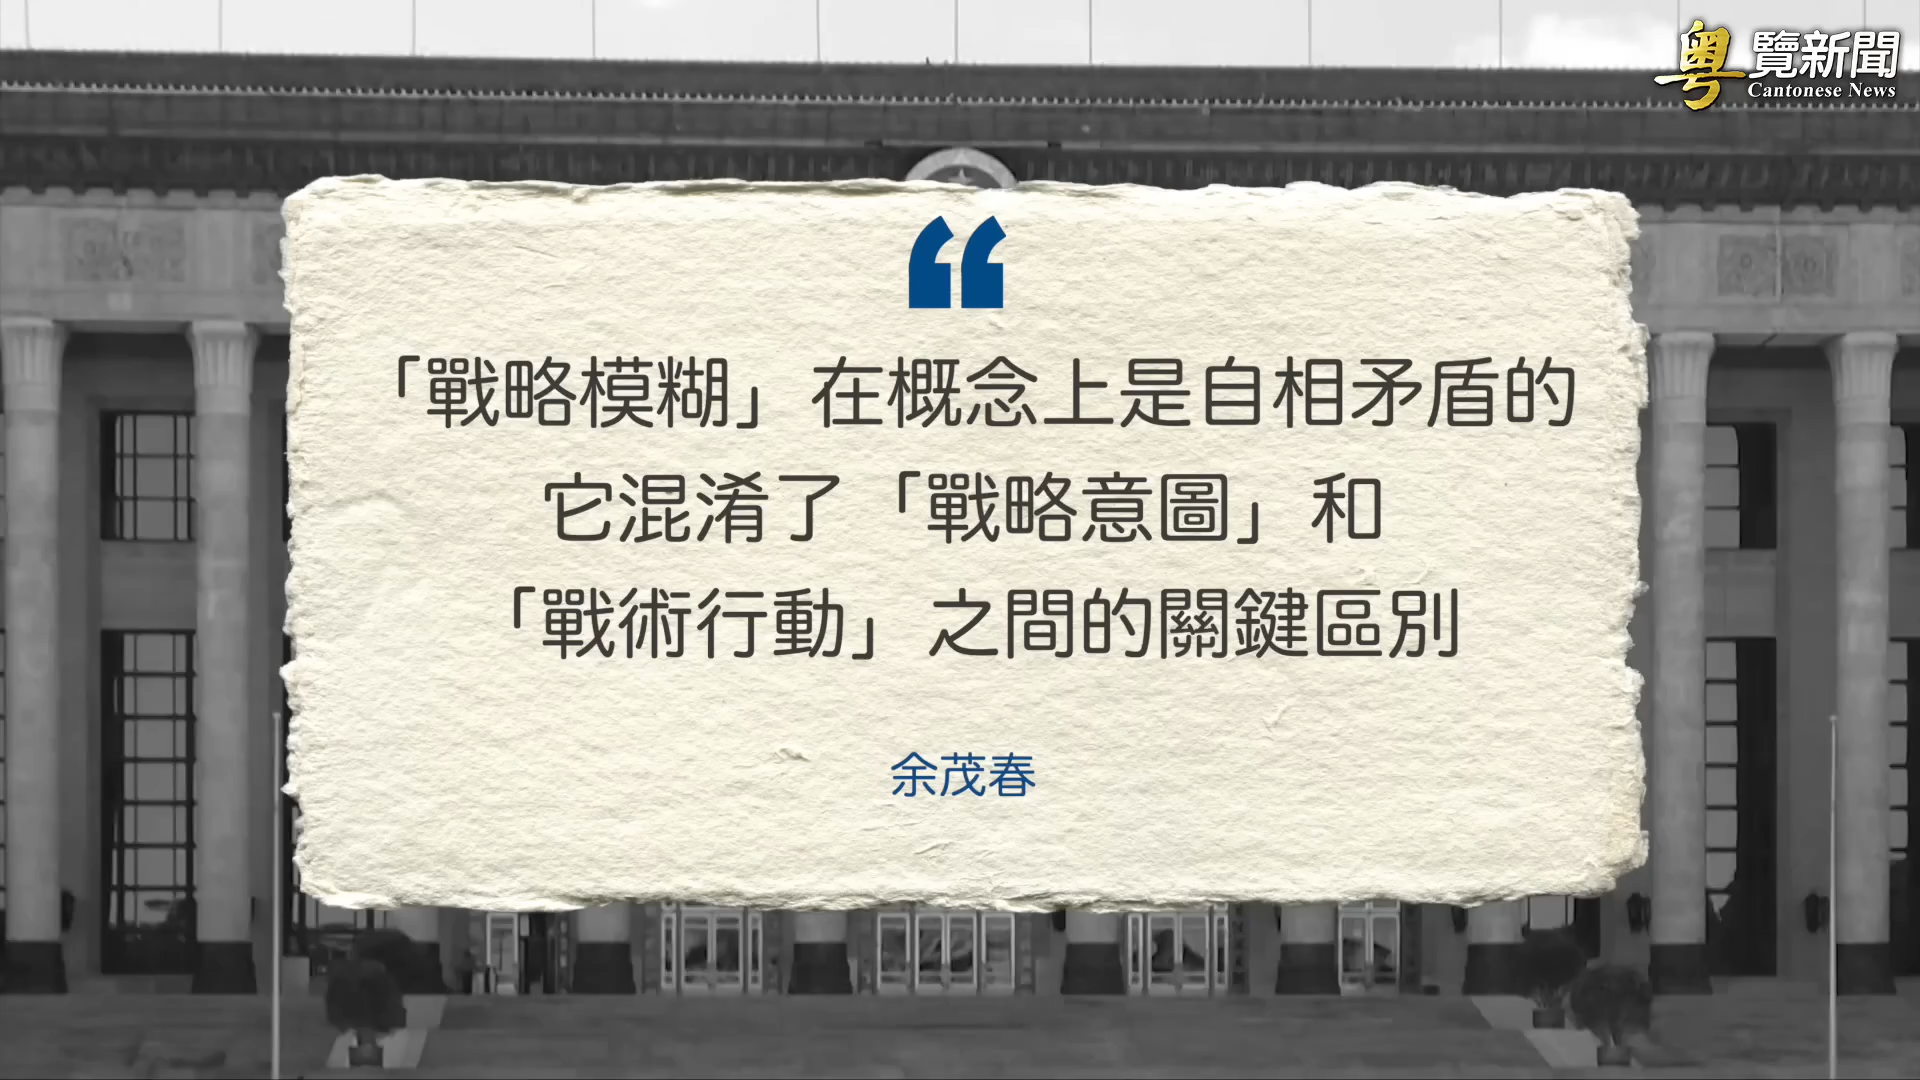 粵覽新聞
Cantonese News
「戰略模糊」在概念上是自相矛盾的
它混淆了「戰略意圖」和
「戰術行動」之間的關鍵區別
余茂春